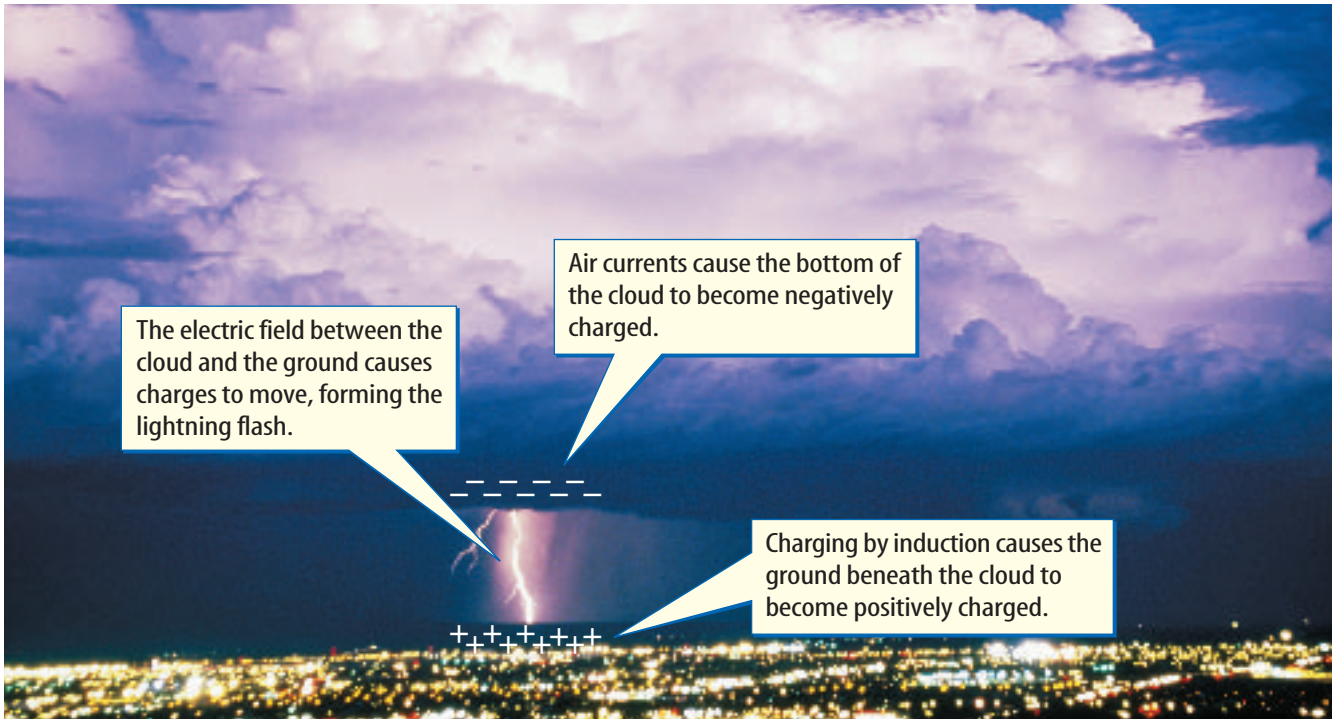 Air currents cause the bottom of
the cloud to become negatively
charged.
The electric field between the
cloud and the ground causes
charges to move, forming the
lightning flash.
Charging by induction causes the
ground beneath the cloud to
become positively charged.